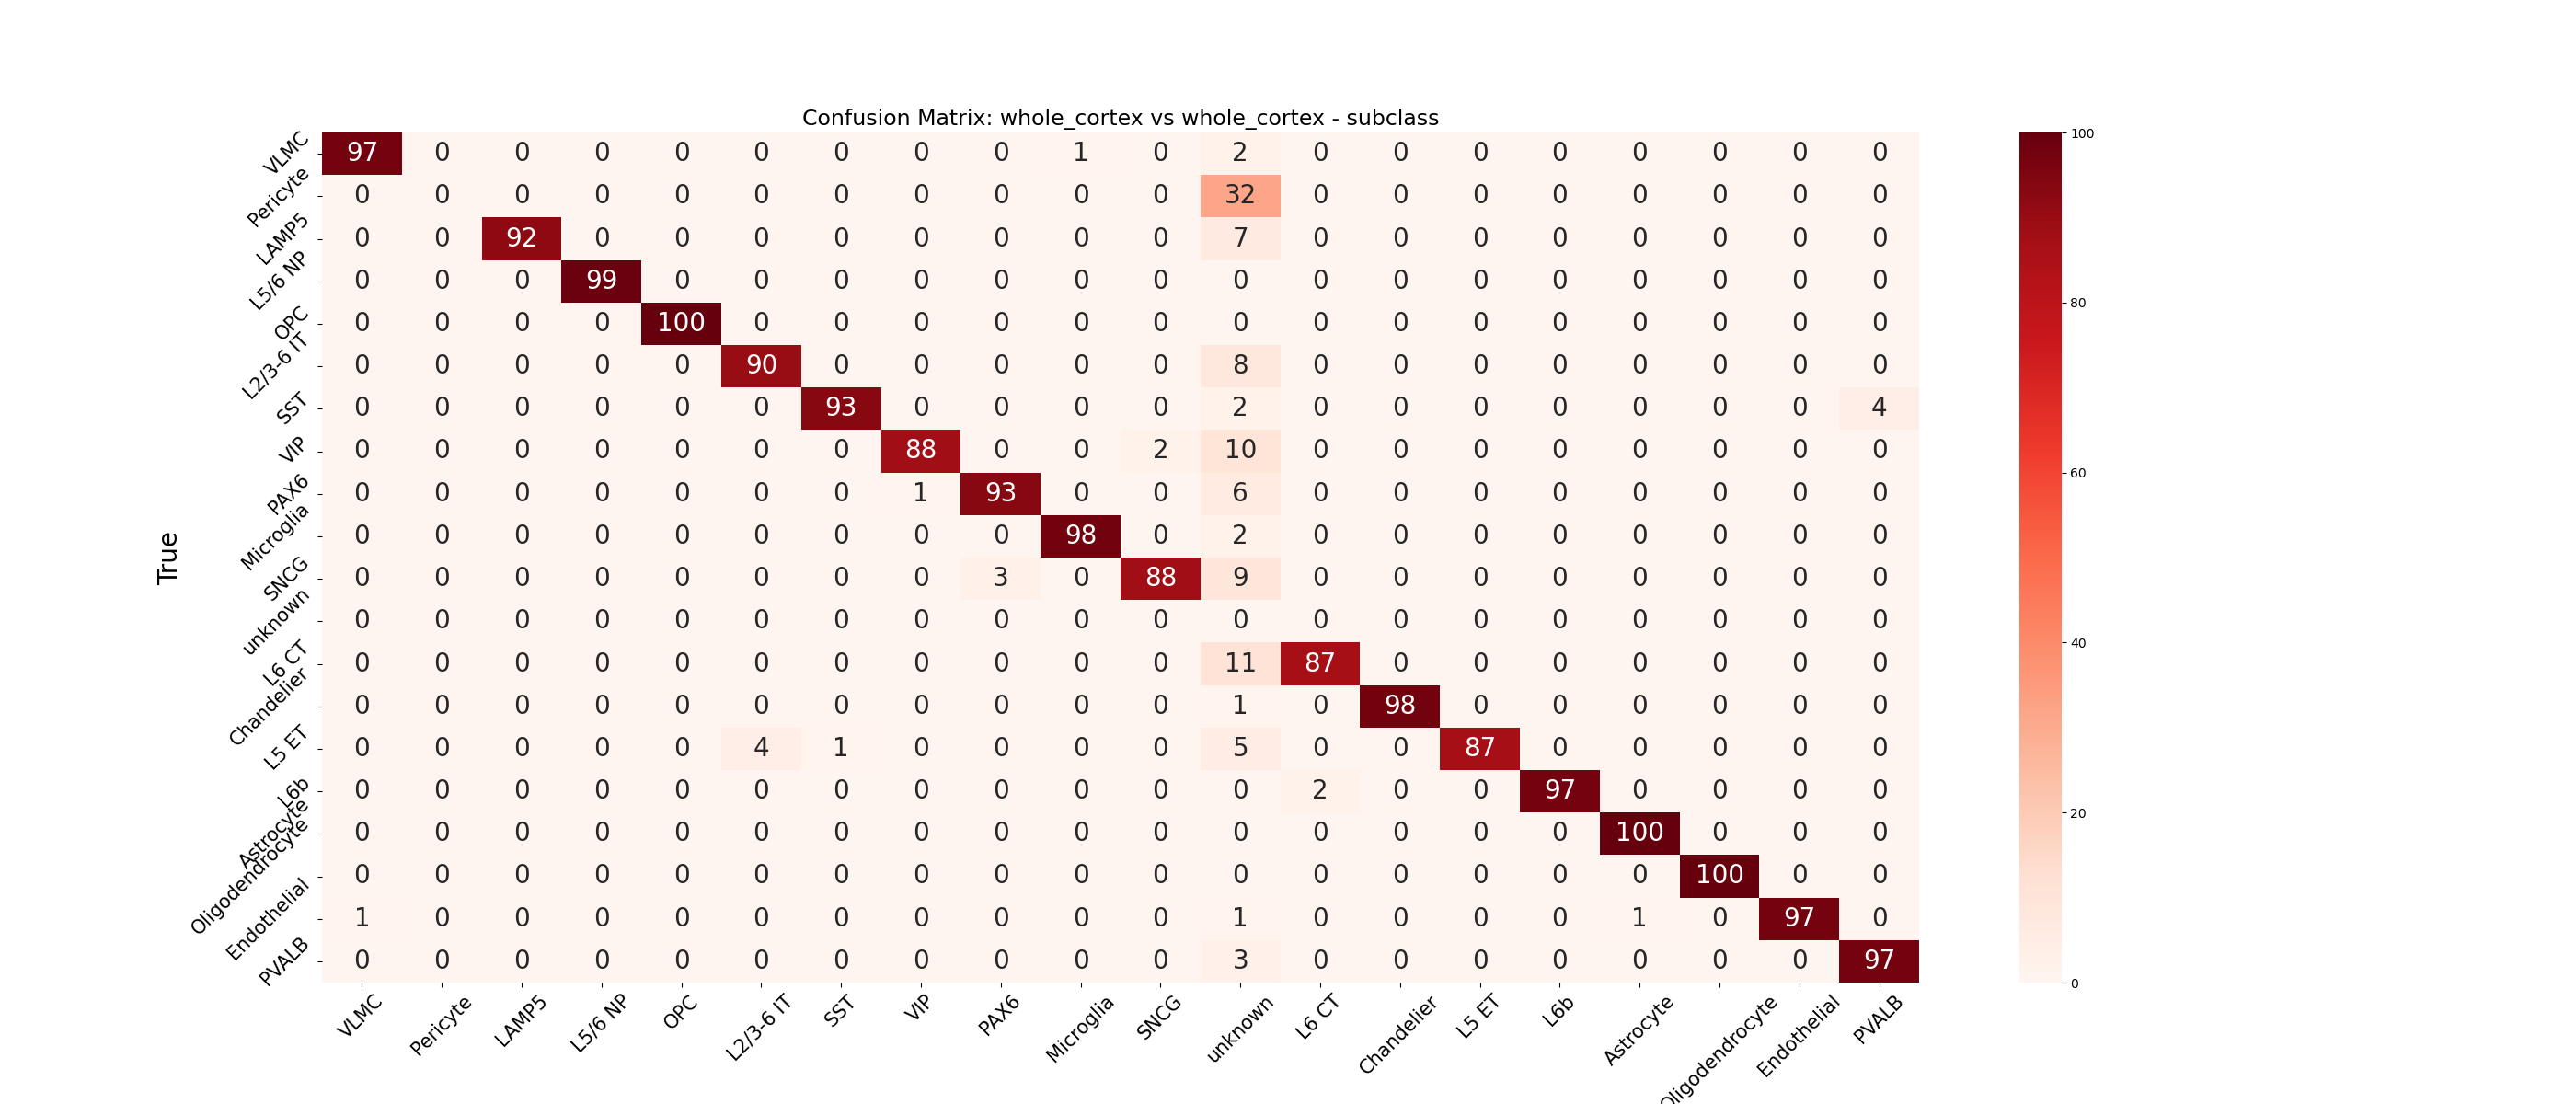 Confusion Matrix: whole_cortex vs whole_cortex - subclass
True
VLMC 97 0 0 0 0 0 0 0 0 1 0 2 0 0 0 0 0 0 0 0
Pericyte 0 0 0 0 0 0 0 0 0 0 0 32 0 0 0 0 0 0 0 0
LAMP5 0 0 92 0 0 0 0 0 0 0 0 7 0 0 0 0 0 0 0 0
L5/6 NP 0 0 0 99 0 0 0 0 0 0 0 0 0 0 0 0 0 0 0 0
OPC 0 0 0 0 100 0 0 0 0 0 0 0 0 0 0 0 0 0 0 0
L2/3-6 IT 0 0 0 0 0 90 0 0 0 0 0 8 0 0 0 0 0 0 0 0
SST 0 0 0 0 0 0 93 0 0 0 0 2 0 0 0 0 0 0 0 4
VIP 0 0 0 0 0 0 0 88 0 0 2 10 0 0 0 0 0 0 0 0
PAX6 0 0 0 0 0 0 0 1 93 0 0 6 0 0 0 0 0 0 0 0
Microglia 0 0 0 0 0 0 0 0 0 98 0 2 0 0 0 0 0 0 0 0
SNCG 0 0 0 0 0 0 0 0 3 0 88 9 0 0 0 0 0 0 0 0
unknown 0 0 0 0 0 0 0 0 0 0 0 0 0 0 0 0 0 0 0 0
L6 CT 0 0 0 0 0 0 0 0 0 0 0 11 87 0 0 0 0 0 0 0
Chandelier 0 0 0 0 0 0 0 0 0 0 0 1 0 98 0 0 0 0 0 0
L5 ET 0 0 0 0 0 4 1 0 0 0 0 5 0 0 87 0 0 0 0 0
L6b 0 0 0 0 0 0 0 0 0 0 0 0 2 0 0 97 0 0 0 0
Astrocyte 0 0 0 0 0 0 0 0 0 0 0 0 0 0 0 0 100 0 0 0
Oligodendrocyte 0 0 0 0 0 0 0 0 0 0 0 0 0 0 0 0 0 100 0 0
Endothelial 1 0 0 0 0 0 0 0 0 0 0 1 0 0 0 0 1 0 97 0
PVALB 0 0 0 0 0 0 0 0 0 0 0 3 0 0 0 0 0 0 0 97
VLMC Pericyte LAMP5 L5/6 NP OPC L2/3-6 IT SST VIP PAX6 Microglia SNCG unknown L6 CT Chandelier L5 ET L6b Astrocyte Oligodendrocyte Endothelial PVALB
100
80
60
40
20
0